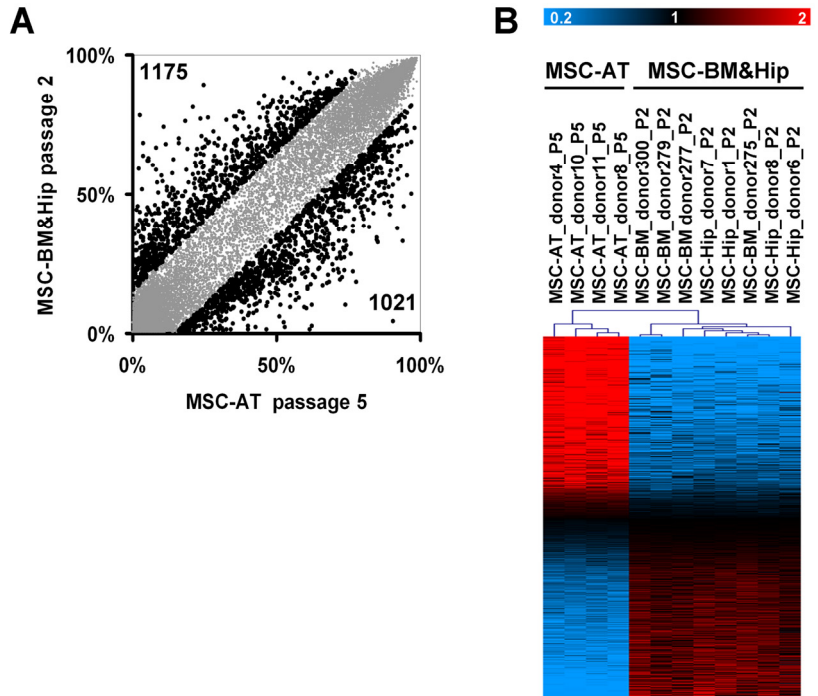 A
100%
50%
0%
1175
1021
0%
50%
100%
MSC-BM&Hip passage 2
MSC-AT passage 5
B
0.2
1
2
MSC-AT
MSC-BM&Hip
MSC-AT_donor4_P5
MSC-AT_donor10_P5
MSC-AT_donor11_P5
MSC-AT_donor8_P5
MSC-BM_donor300_P2
MSC-BM_donor279_P2
MSC-BM donor277_P2
MSC-Hip_donor7_P2
MSC-Hip_donor1_P2
MSC-BM_donor275_P2
MSC-Hip_donor8_P2
MSC-Hip_donor6_P2